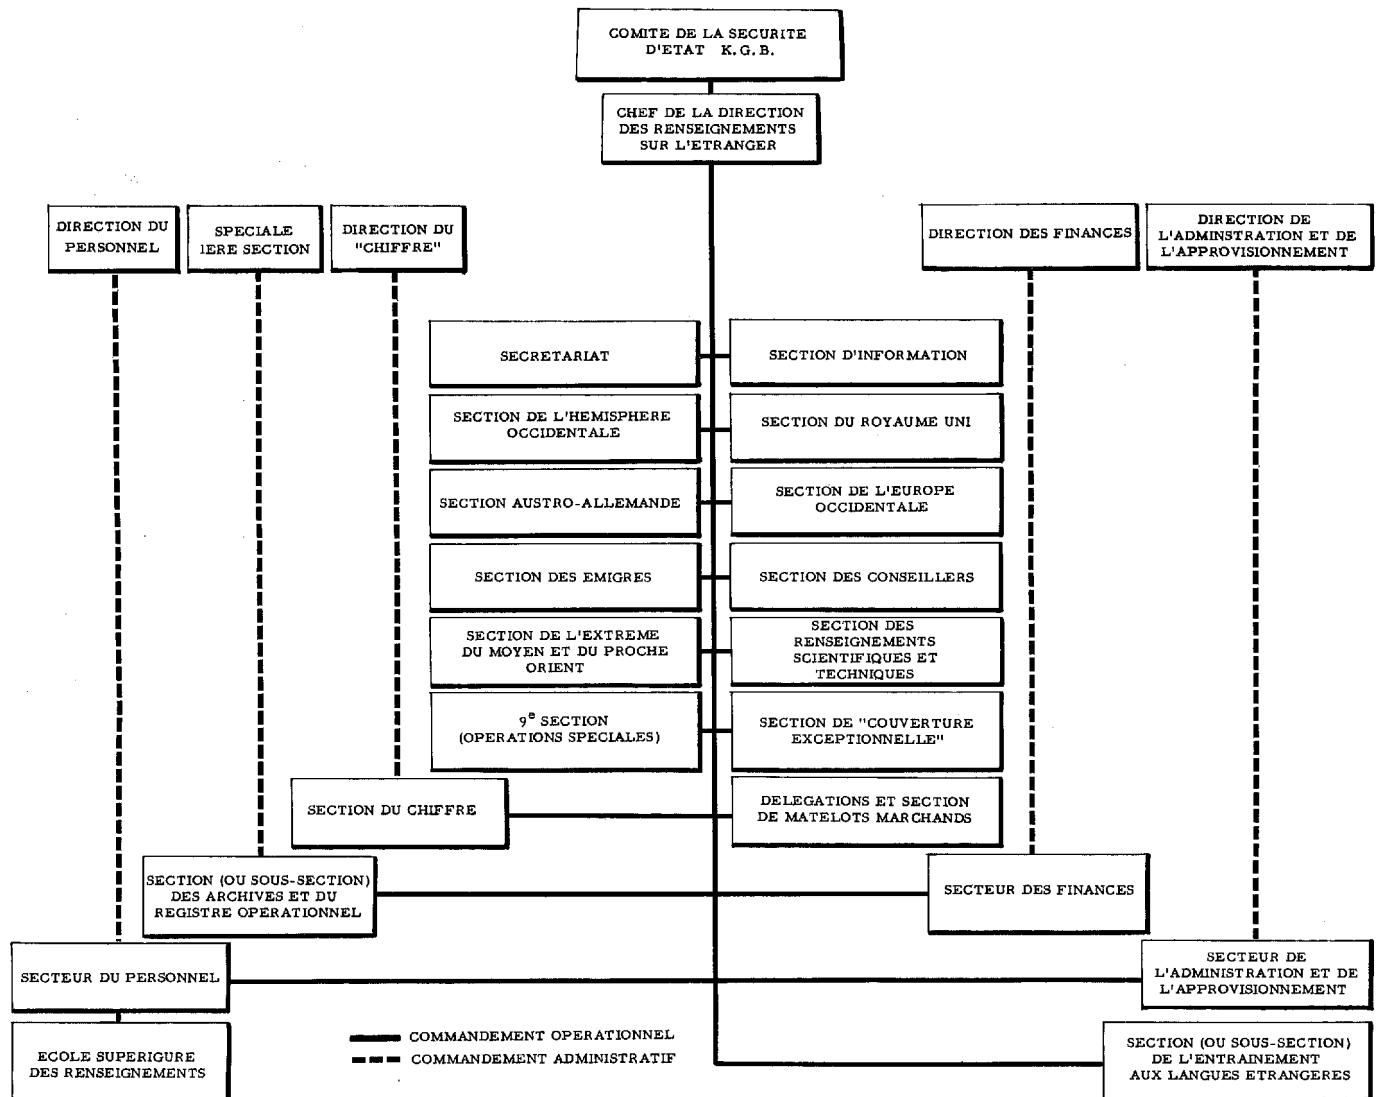 COMITE DE LA SECURITE
D'ETAT K.G.B.
CHEF DE LA DIRECTION
DES RENSEIGNEMENTS
SUR L'ETRANGER
DIRECTION DU
PERSONNEL
SPECIALE
1ERE SECTION
DIRECTION DU
"CHIFFRE"
DIRECTION DES FINANCES
DIRECTION DE
L'ADMINSTRATION ET DE
L'APPROVISIONNEMENT
SECRETARIAT
SECTION D'INFORMATION
SECTION DE L'HEMISPHERE
OCCIDENTALE
SECTION DU ROYAUME UNI
SECTION AUSTRO-ALLEMANDE
SECTION DE L'EUROPE
OCCIDENTALE
SECTION DES EMIGRES
SECTION DES CONSEILLERS
SECTION DE L'EXTREME
DU MOYEN ET DU PROCHE
ORIENT
SECTION DES
RENSEIGNEMENTS
SCIENTIFIQUES ET
TECHNIQUES
9e SECTION
(OPERATIONS SPECIALES)
SECTION DE "COUVERTURE
EXCEPTIONNELLE"
SECTION DU CHIFFRE
DELEGATIONS ET SECTION
DE MATELOTS MARCHANDS
SECTION (OU SOUS-SECTION)
DES ARCHIVES ET DU
REGISTRE OPERATIONNEL
SECTEUR DES FINANCES
SECTEUR DU PERSONNEL
SECTEUR DE
L'ADMINISTRATION ET DE
L'APPROVISIONNEMENT
ECOLE SUPERIGURE
DES RENSEIGNEMENTS
COMMANDEMENT OPERATIONNEL
COMMANDEMENT ADMINISTRATIF
SECTION (OU SOUS-SECTION)
DE L'ENTRAINEMENT
AUX LANGUES ETRANGERES